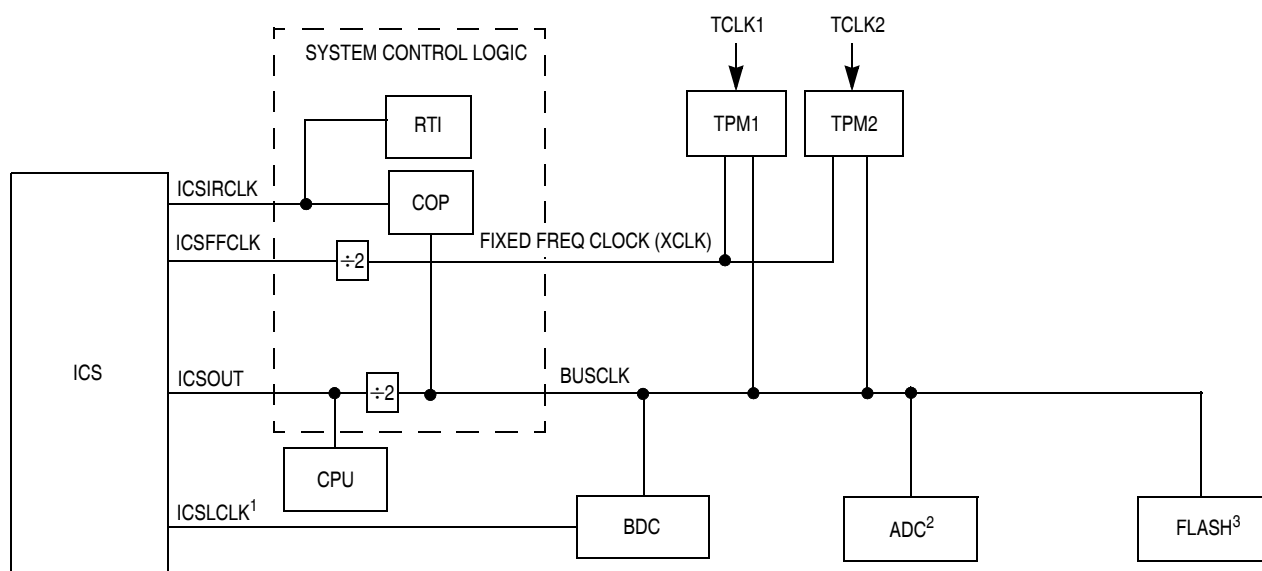 TCLK1
TCLK2
SYSTEM CONTROL LOGIC
RTI
TPM1
TPM2
ICSIRCLK
COP
ICSFFCLK
÷2
FIXED FREQ CLOCK (XCLK)
ICS
ICSOUT
÷2
BUSCLK
CPU
ICSLCLK¹
BDC
ADC²
FLASH³